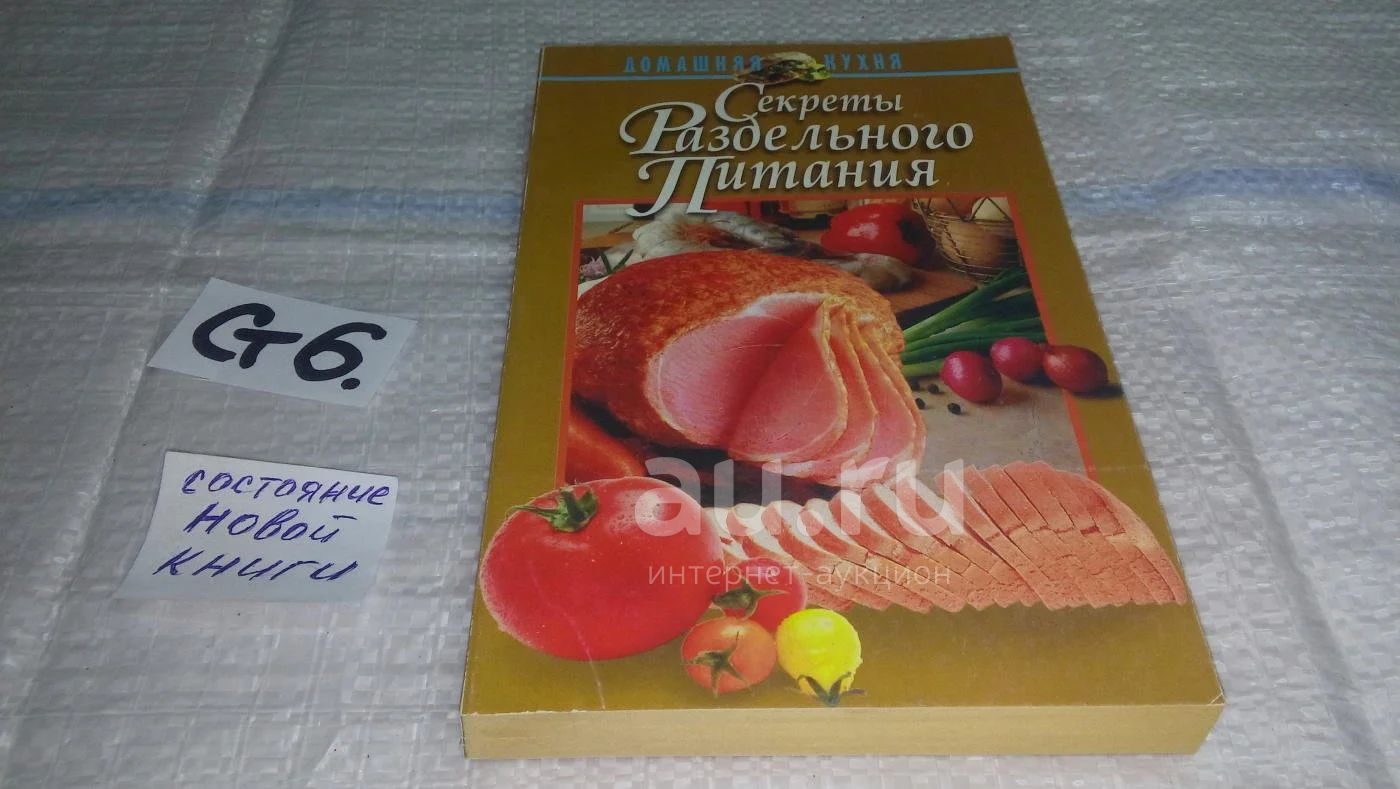 ДОМАШНЯЯ КУХНЯ
Секреты
Раздельного
Питания
Ст6.
состояние
новой
книги
au.ru
интернет-аукцион